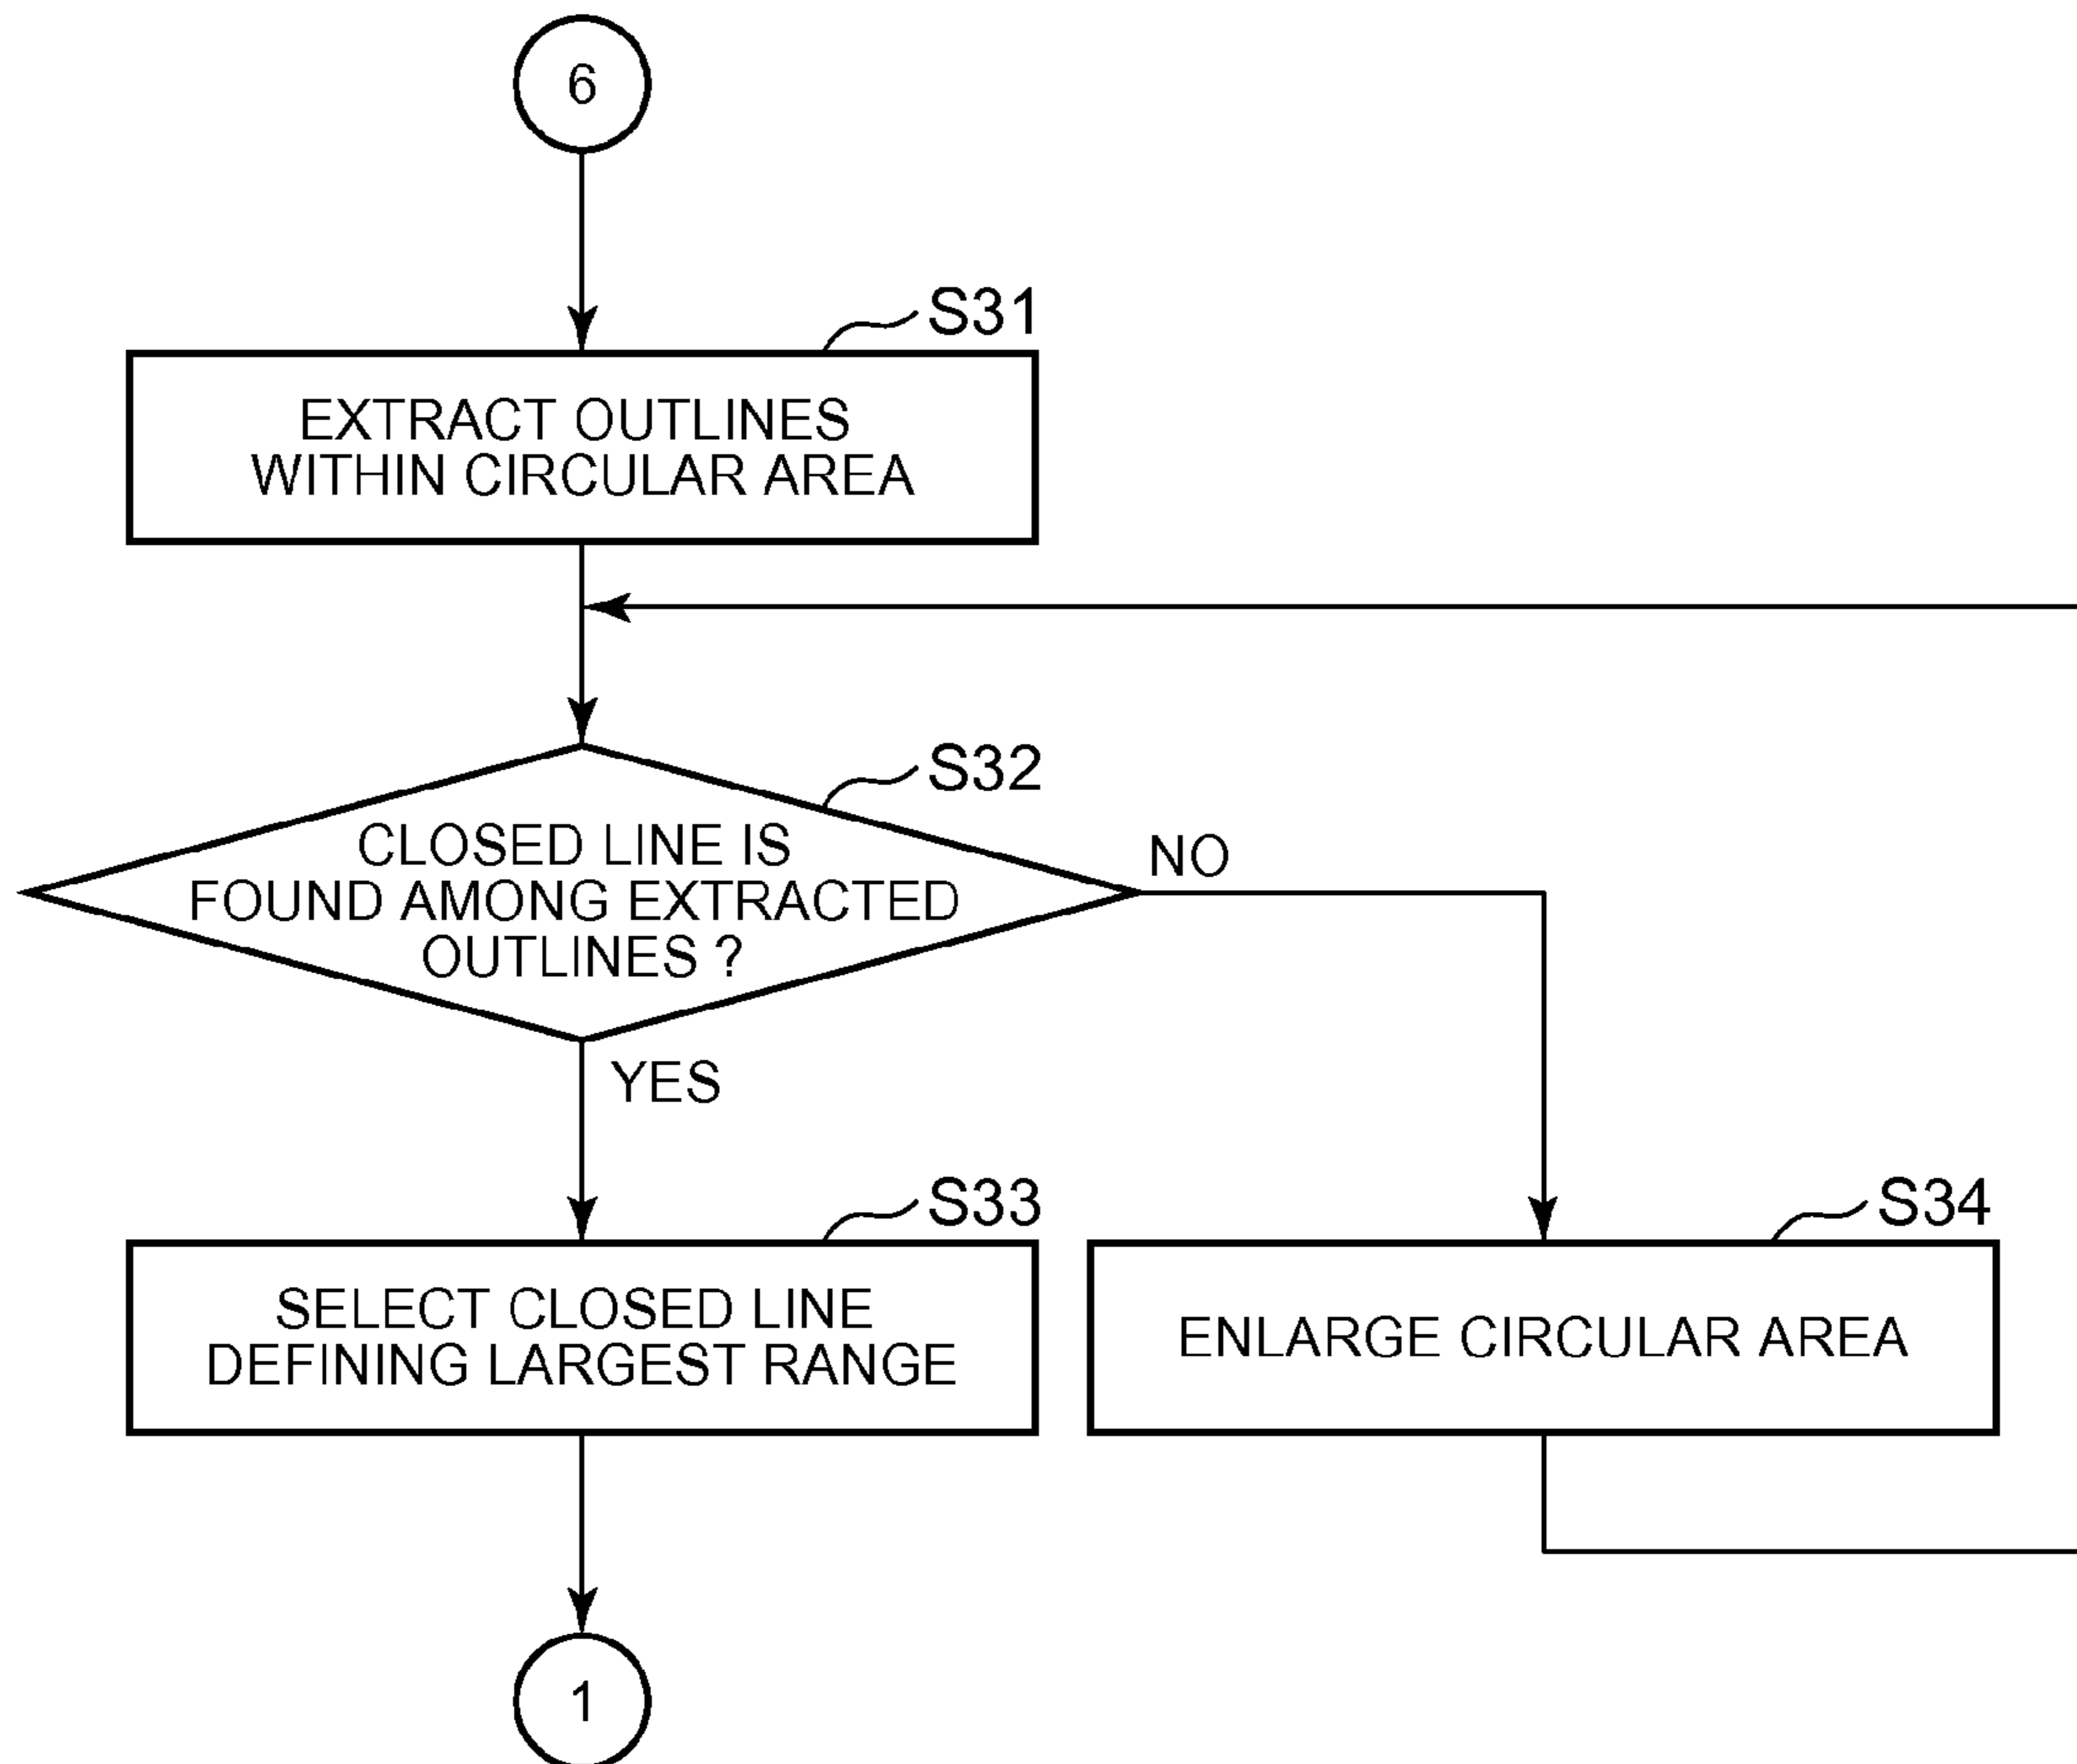 6
S31
EXTRACT OUTLINES
WITHIN CIRCULAR AREA
S32
CLOSED LINE IS
FOUND AMONG EXTRACTED
OUTLINES ?
NO
YES
S33
SELECT CLOSED LINE
DEFINING LARGEST RANGE
S34
ENLARGE CIRCULAR AREA
1